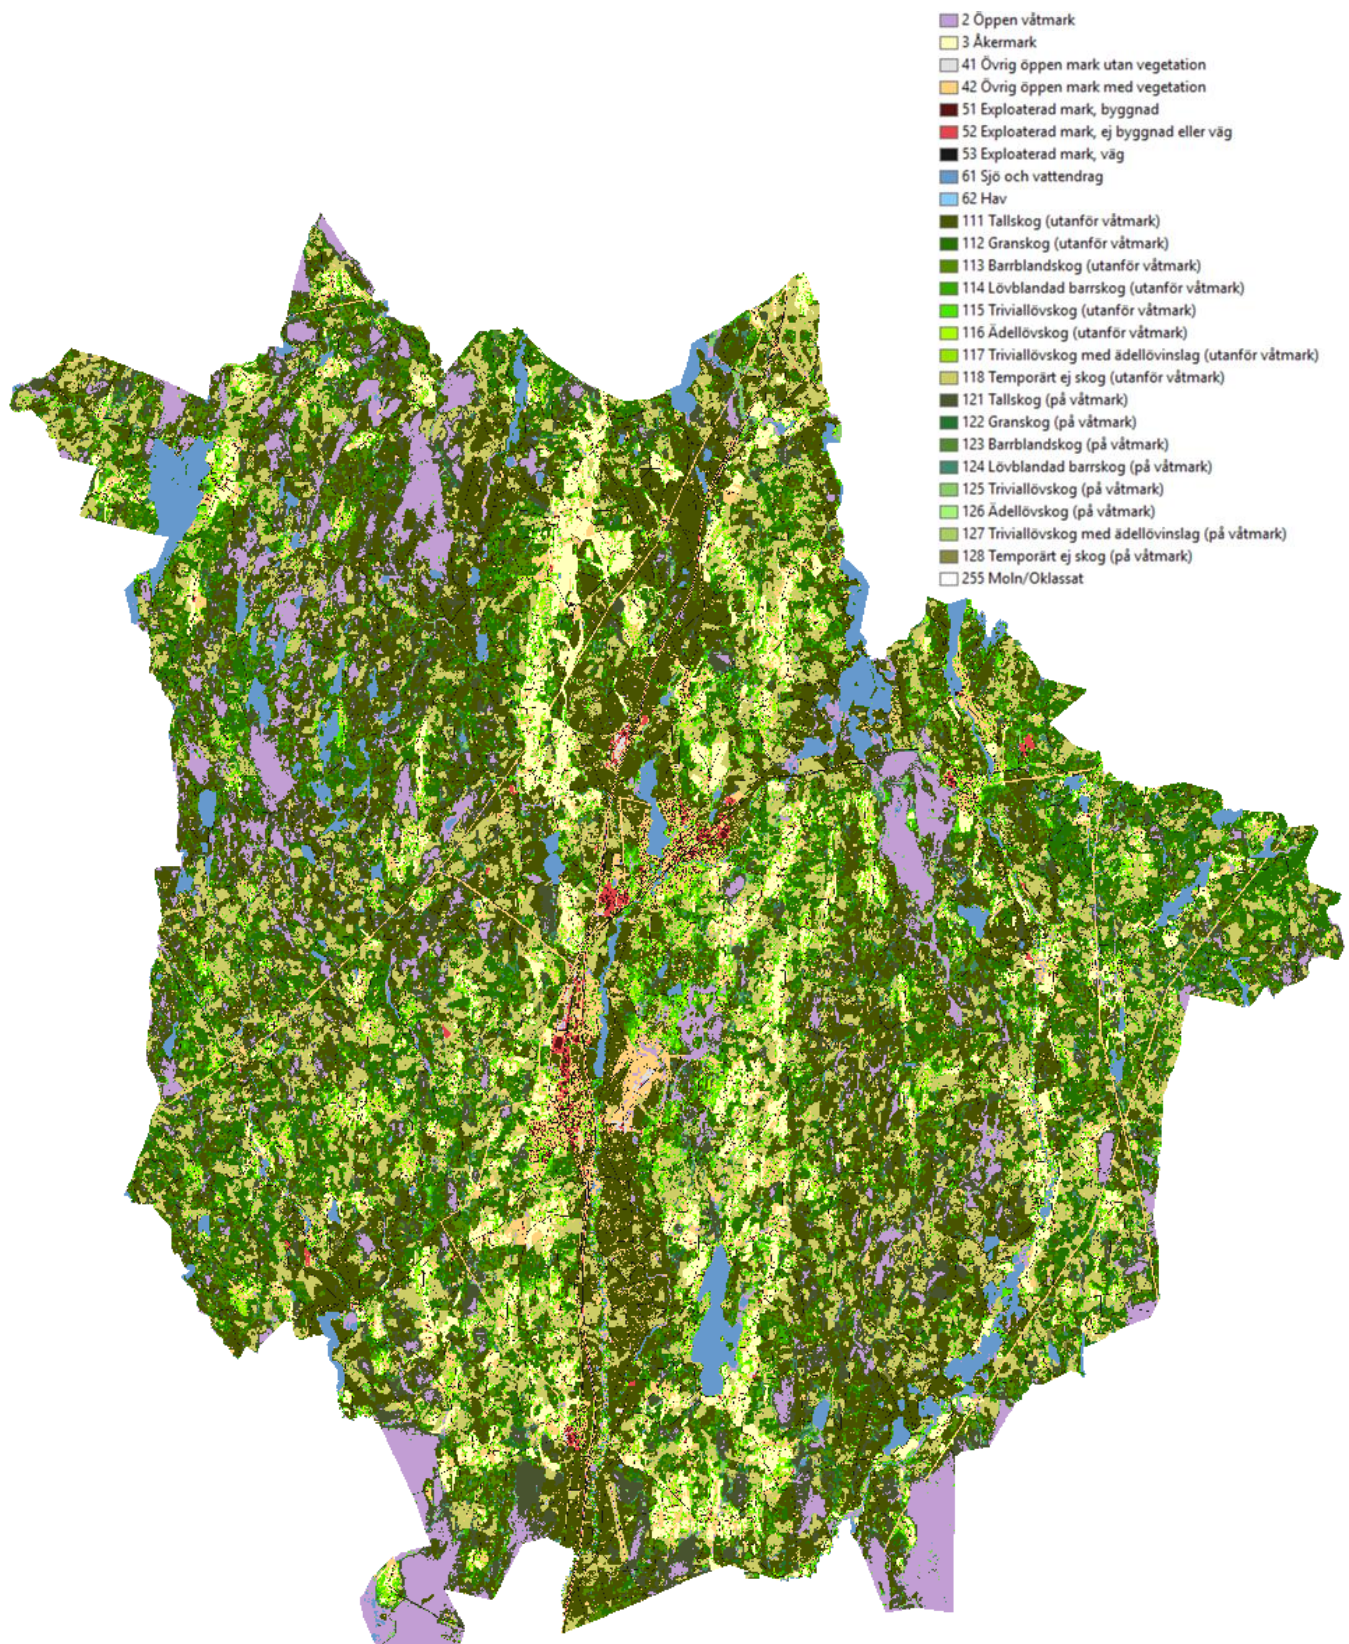 2 Öppen våtmark
3 Åkermark
41 Övrig öppen mark utan vegetation
42 Övrig öppen mark med vegetation
51 Exploaterad mark, byggnad
52 Exploaterad mark, ej byggnad eller väg
53 Exploaterad mark, väg
61 Sjö och vattendrag
62 Hav
111 Tallskog (utanför våtmark)
112 Granskog (utanför våtmark)
113 Barrblandskog (utanför våtmark)
114 Lövblandad barrskog (utanför våtmark)
115 Triviallövskog (utanför våtmark)
116 Ädellövskog (utanför våtmark)
117 Triviallövskog med ädellövinslag (utanför våtmark)
118 Temporärt ej skog (utanför våtmark)
121 Tallskog (på våtmark)
122 Granskog (på våtmark)
123 Barrblandskog (på våtmark)
124 Lövblandad barrskog (på våtmark)
125 Triviallövskog (på våtmark)
126 Ädellövskog (på våtmark)
127 Triviallövskog med ädellövinslag (på våtmark)
128 Temporärt ej skog (på våtmark)
255 Moln/Oklassat